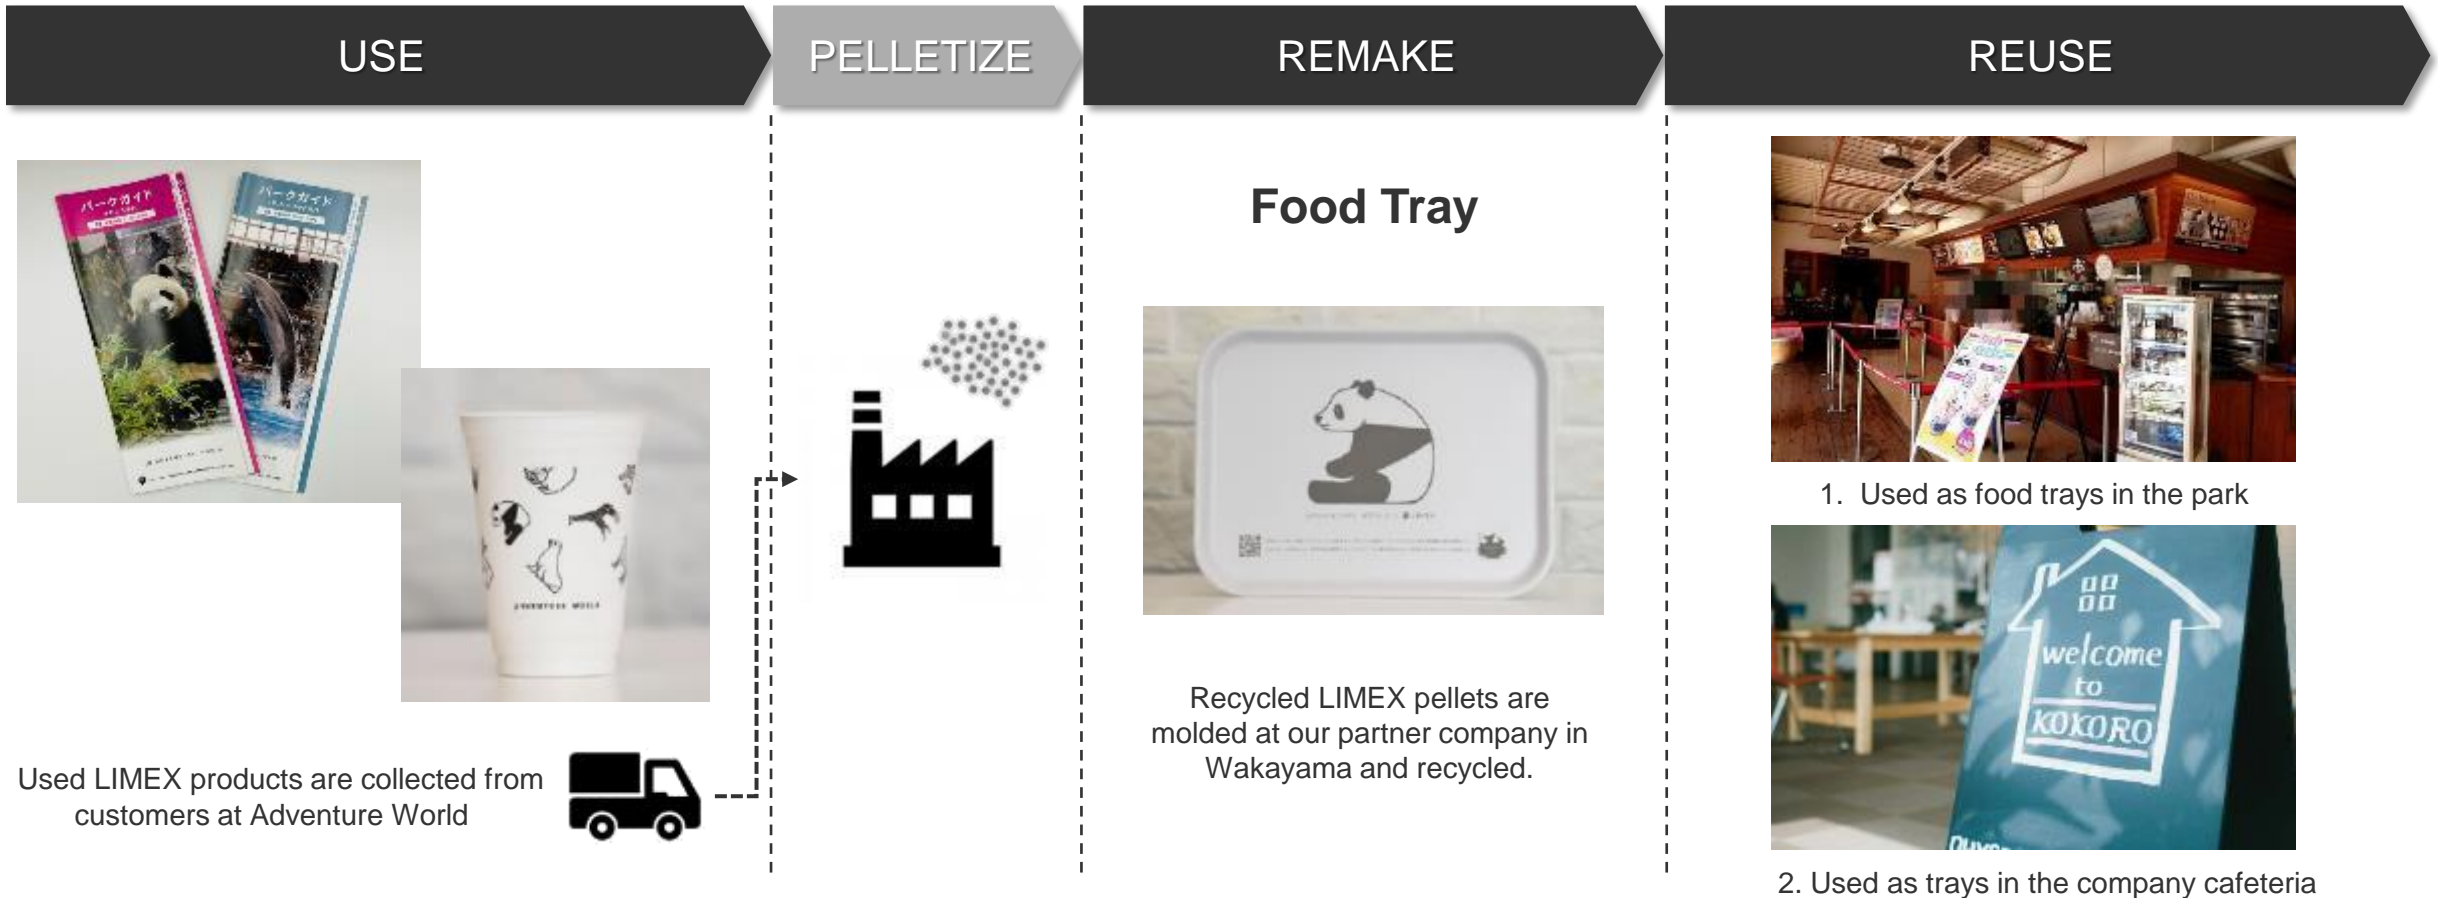 USE
PELLETIZE
REMAKE
REUSE
パークガイド
パークガイド
ADVENTURE WORLD
Used LIMEX products are collected from
customers at Adventure World
Food Tray
Recycled LIMEX pellets are
molded at our partner company in
Wakayama and recycled.
1. Used as food trays in the park
welcome
to
KOKORO
2. Used as trays in the company cafeteria